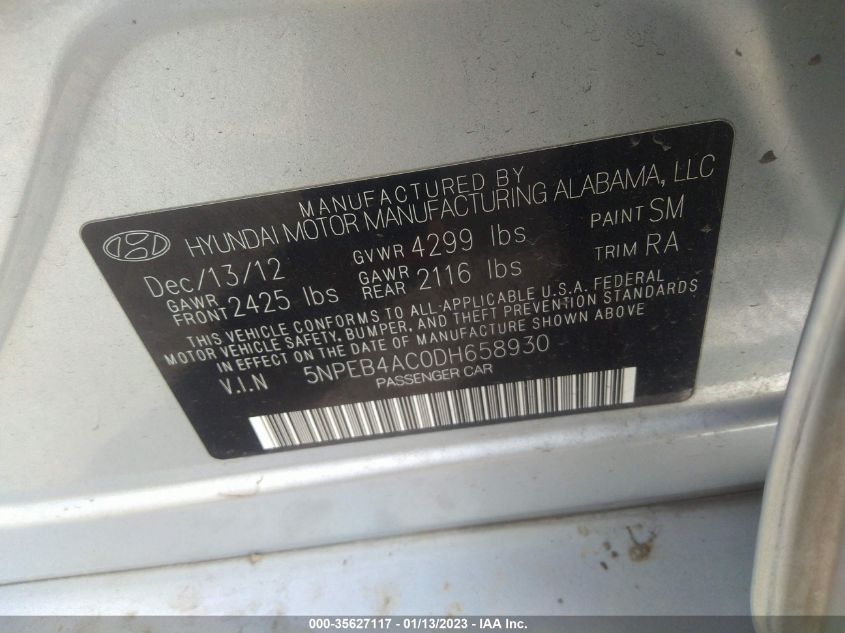 MANUFACTURED BY
HYUNDAI MOTOR MANUFACTURING ALABAMA, LLC
Dec/13/12 GVWR 4299 lbs PAINT SM
GAWR FRONT 2425 lbs GAWR REAR 2116 lbs TRIM RA
THIS VEHICLE CONFORMS TO ALL-APPLICABLE U.S.A. FEDERAL
MOTOR VEHICLE SAFETY, BUMPER, AND THEFT PREVENTION STANDARDS
IN EFFECT ON THE DATE OF MANUFACTURE SHOWN ABOVE
V.I.N 5NPEB4AC0DH658930
PASSENGER CAR
000-35627117 - 01/13/2023 - IAA Inc.